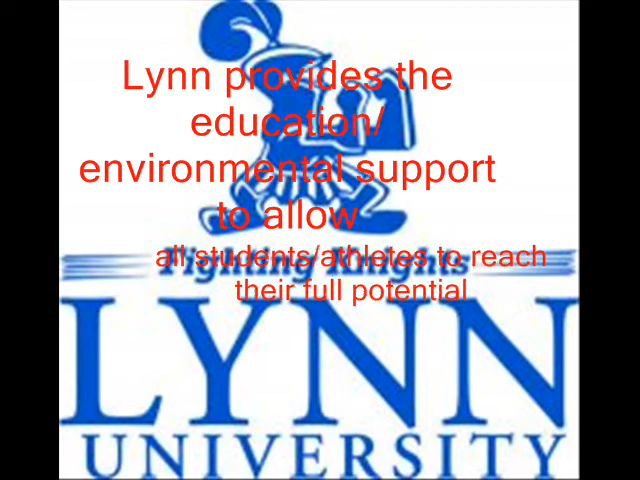 Lynn provides the
education/
environmental support
to allow
all students/athletes to reach
their full potential
Fighting Knights
LYNN
UNIVERSITY